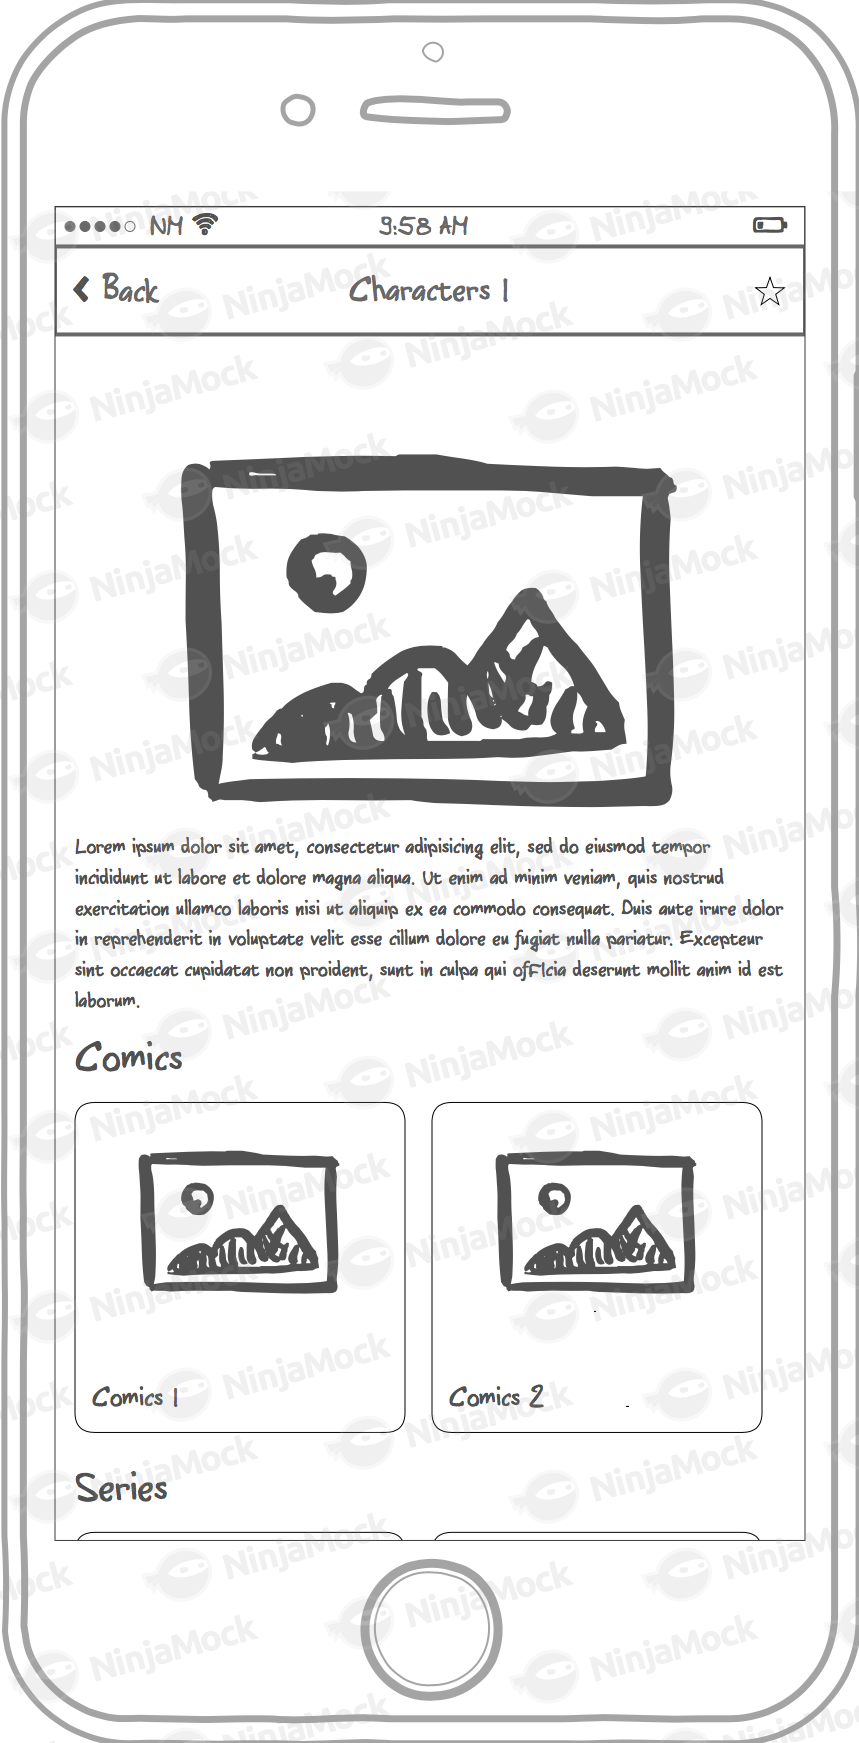 NM 9:58 AM
Back Characters 1
Lorem ipsum dolor sit amet, consectetur adipisicing elit, sed do eiusmod tempor
incididunt ut labore et dolore magna aliqua. Ut enim ad minim veniam, quis nostrud
exercitation ullamco laboris nisi ut aliquip ex ea commodo consequat. Duis aute irure dolor
in reprehenderit in voluptate velit esse cillum dolore eu fugiat nulla pariatur. Excepteur
sint occaecat cupidatat non proident, sunt in culpa qui officia deserunt mollit anim id est
laborum.
Comics
Comics 1 Comics 2
Series
NinjaMock